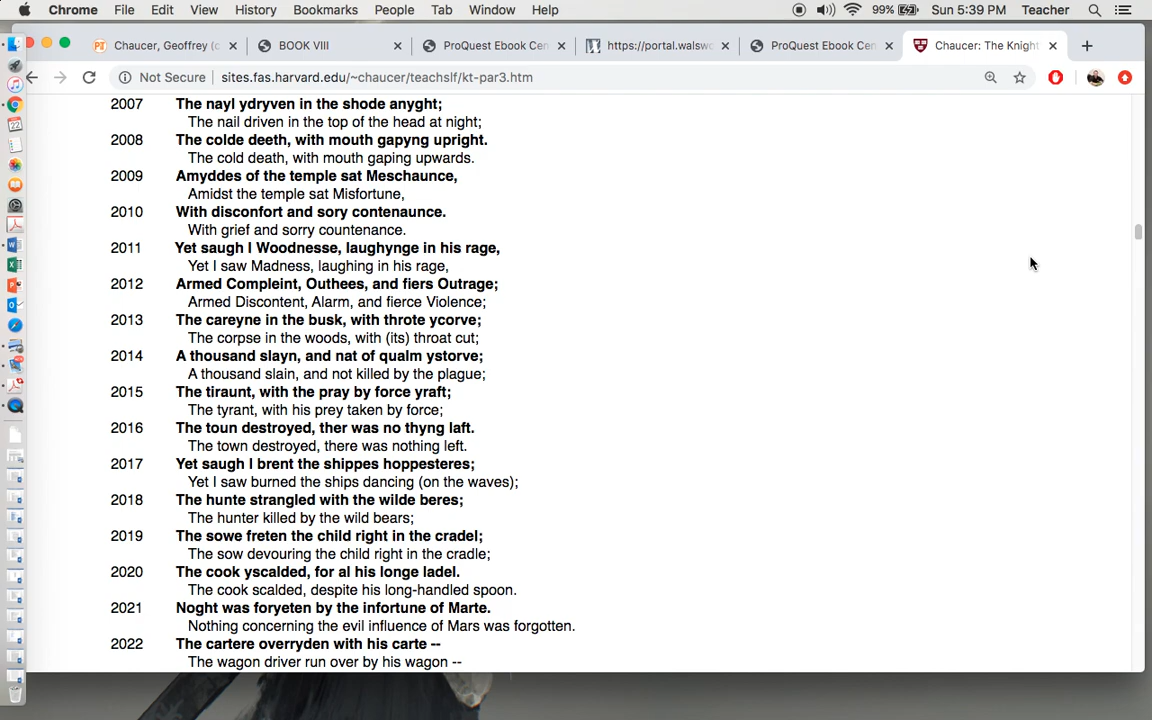 Chrome File Edit View History Bookmarks People Tab Window Help 99% Sun 5:39 PM Teacher
Chaucer, Geoffrey (c BOOK VIII ProQuest Ebook Cen https://portal.walswo ProQuest Ebook Cen Chaucer: The Knight
Not Secure sites.fas.harvard.edu/~chaucer/teachslf/kt-par3.htm
2007 The nayl ydryven in the shode anyght;
The nail driven in the top of the head at night;
2008 The colde deeth, with mouth gapyng upright.
The cold death, with mouth gaping upwards.
2009 Amyddes of the temple sat Meschaunce,
Amidst the temple sat Misfortune,
2010 With disconfort and sory contenaunce.
With grief and sorry countenance.
2011 Yet saugh I Woodnesse, laughynge in his rage,
Yet I saw Madness, laughing in his rage,
2012 Armed Compleint, Outhees, and fiers Outrage;
Armed Discontent, Alarm, and fierce Violence;
2013 The careyne in the busk, with throte ycorve;
The corpse in the woods, with (its) throat cut;
2014 A thousand slayn, and nat of qualm ystorve;
A thousand slain, and not killed by the plague;
2015 The tiraunt, with the pray by force yraft;
The tyrant, with his prey taken by force;
2016 The toun destroyed, ther was no thyng laft.
The town destroyed, there was nothing left.
2017 Yet saugh I brent the shippes hoppesteres;
Yet I saw burned the ships dancing (on the waves);
2018 The hunte strangled with the wilde beres;
The hunter killed by the wild bears;
2019 The sowe freten the child right in the cradel;
The sow devouring the child right in the cradle;
2020 The cook yscalded, for al his longe ladel.
The cook scalded, despite his long-handled spoon.
2021 Noght was foryeten by the infortune of Marte.
Nothing concerning the evil influence of Mars was forgotten.
2022 The cartere overryden with his carte --
The wagon driver run over by his wagon --